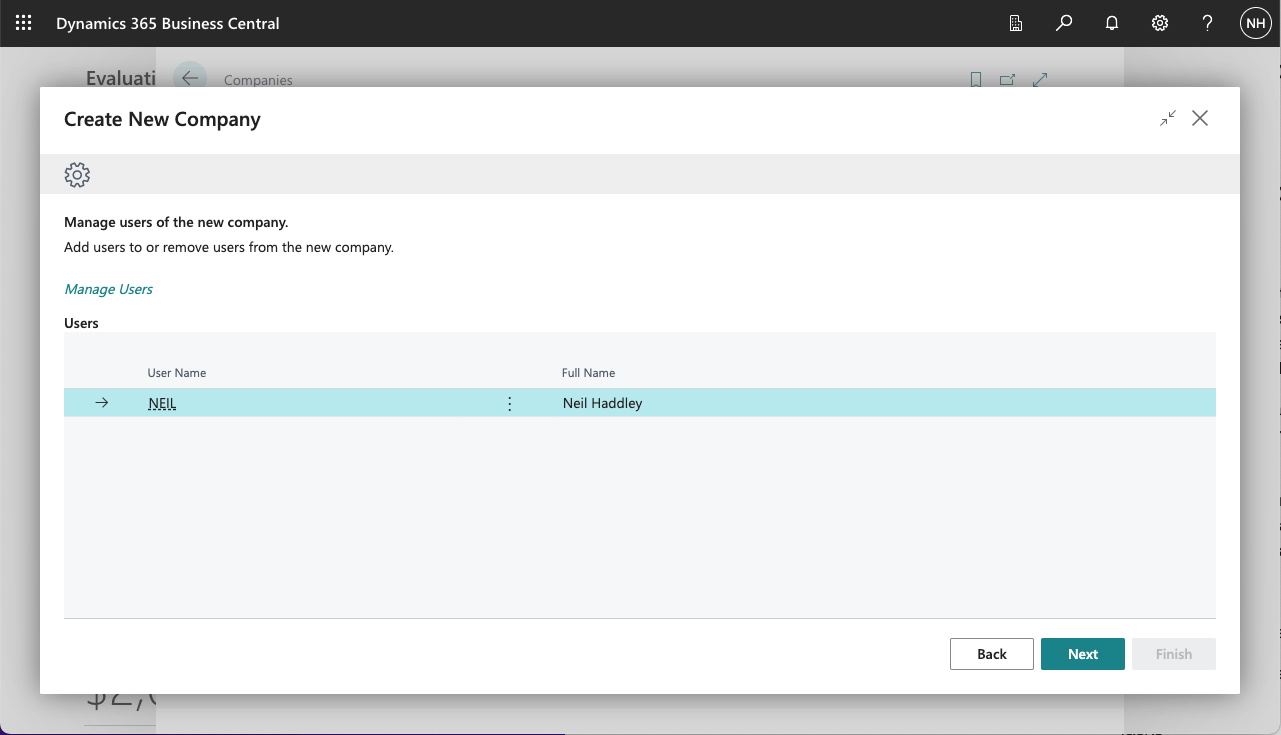 Dynamics 365 Business Central
NH
Evaluati
Companies
Create New Company
Manage users of the new company.
Add users to or remove users from the new company.
Manage Users
Users
User Name Full Name
NEIL Neil Haddley
Back Next Finish